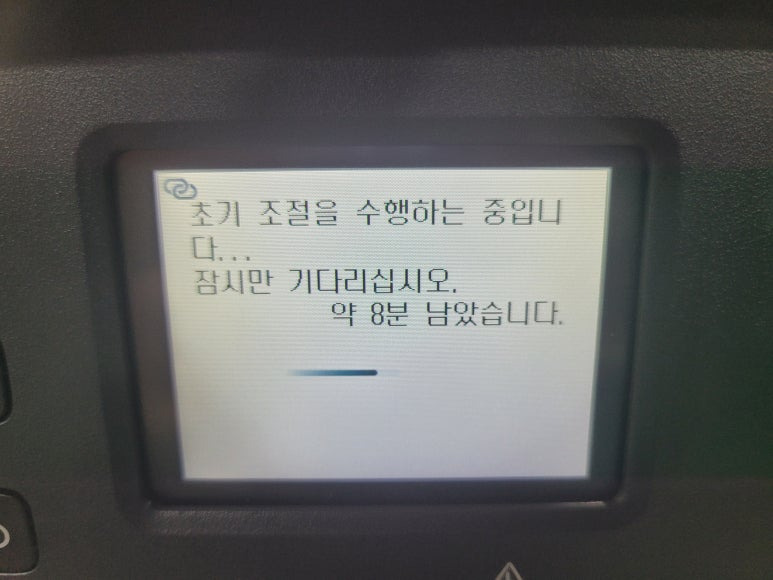 초기 조절을 수행하는 중입니
다...
잠시만 기다리십시오.
약 8분 남았습니다.